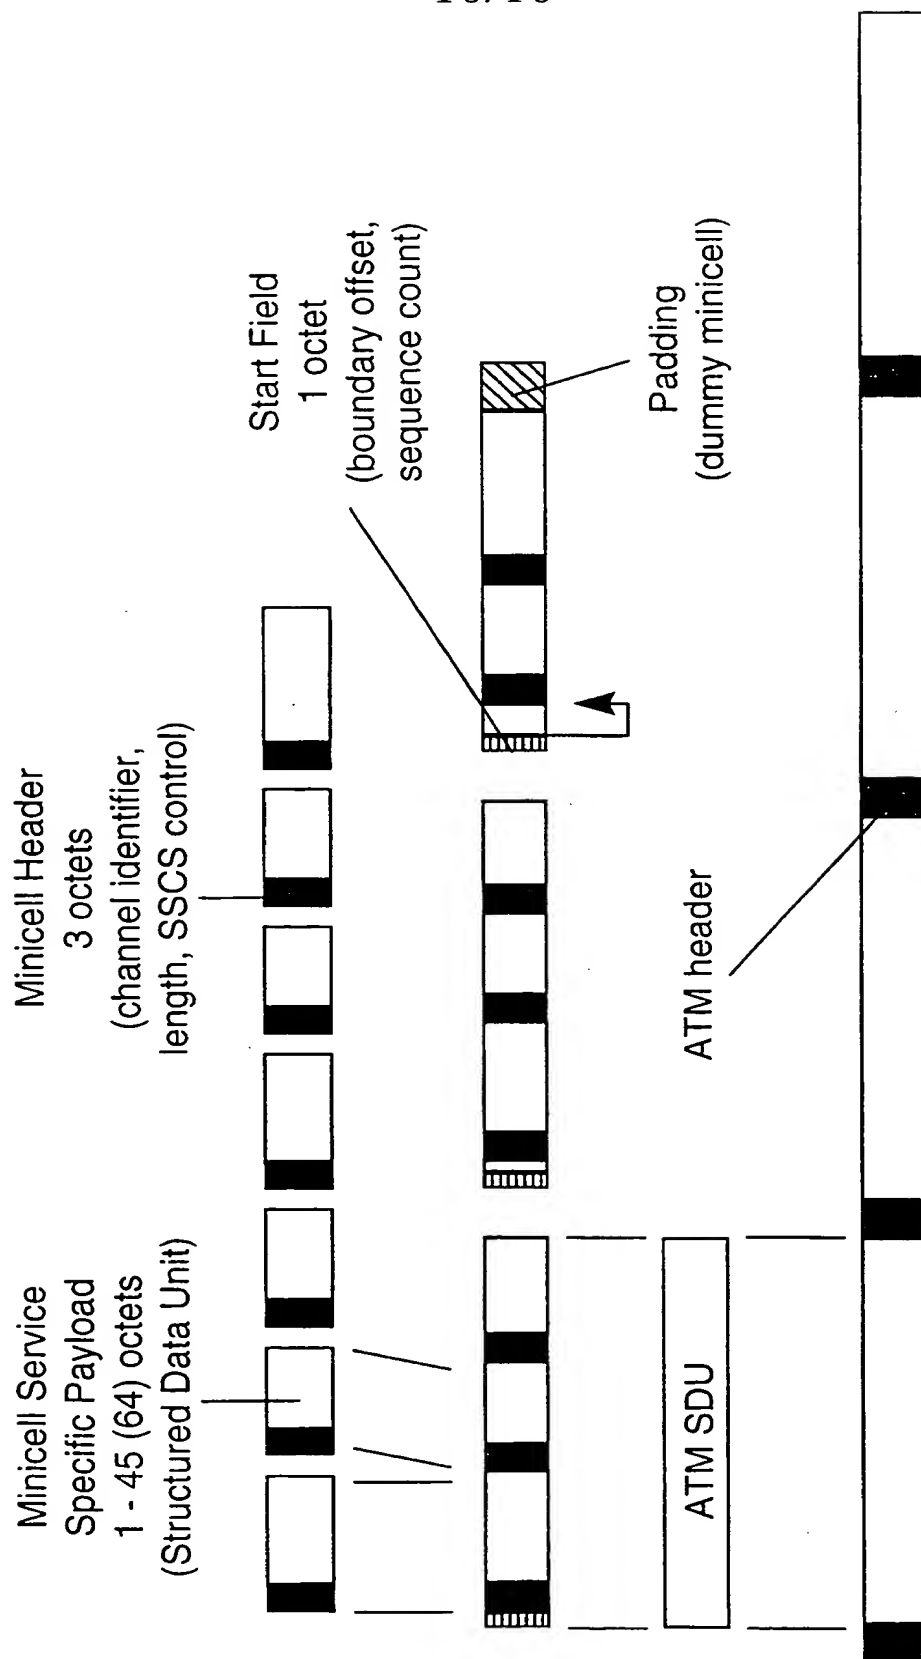 Minicell Service
Specific Payload
1 - 45 (64) octets
(Structured Data Unit)
Minicell Header
3 octets
(channel identifier,
length, SSCS control)
Start Field
1 octet
(boundary offset,
sequence count)
Padding
(dummy minicell)
ATM SDU
ATM header